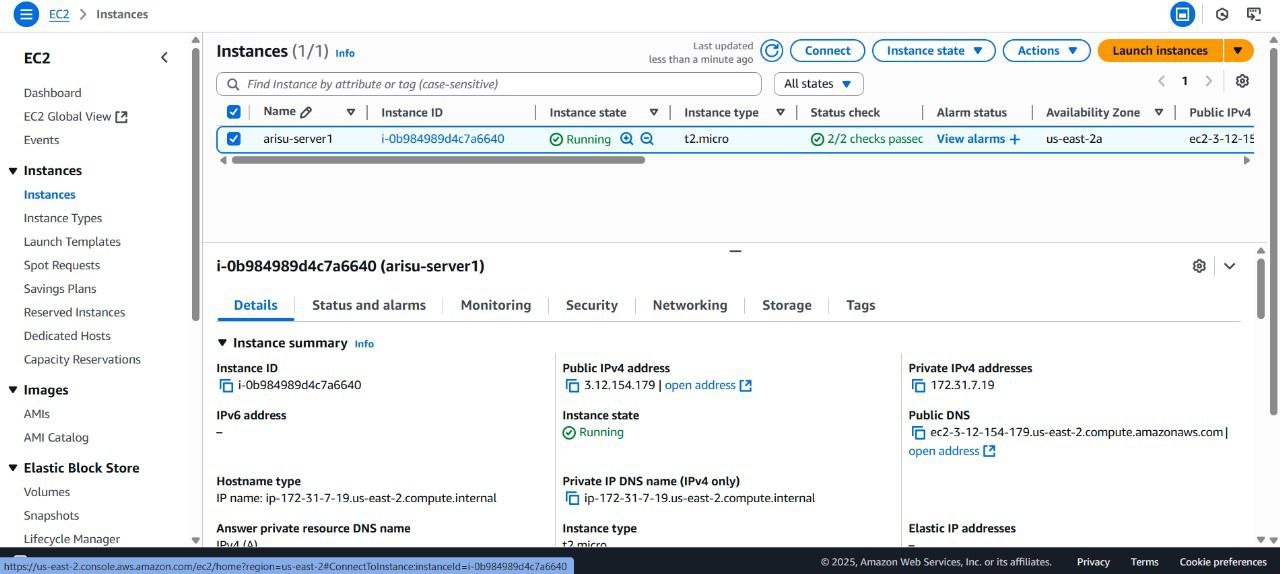 EC2 Instances
EC2
Dashboard
EC2 Global View
Events
Instances
Instances
Instance Types
Launch Templates
Spot Requests
Savings Plans
Reserved Instances
Dedicated Hosts
Capacity Reservations
Images
AMIs
AMI Catalog
Elastic Block Store
Volumes
Snapshots
Lifecycle Manager
Instances (1/1) Info
Last updated
less than a minute ago
Connect
Instance state
Actions
Launch instances
Find Instance by attribute or tag (case-sensitive)
All states
1
Name Instance ID Instance state Instance type Status check Alarm status Availability Zone Public IPv4
arisu-server1 i-0b984989d4c7a6640 Running t2.micro 2/2 checks passec View alarms + us-east-2a ec2-3-12-15
i-0b984989d4c7a6640 (arisu-server1)
Details Status and alarms Monitoring Security Networking Storage Tags
Instance summary Info
Instance ID
i-0b984989d4c7a6640
Public IPv4 address
3.12.154.179 | open address
Private IPv4 addresses
172.31.7.19
IPv6 address
–
Instance state
Running
Public DNS
ec2-3-12-154-179.us-east-2.compute.amazonaws.com |
open address
Hostname type
IP name: ip-172-31-7-19.us-east-2.compute.internal
Private IP DNS name (IPv4 only)
ip-172-31-7-19.us-east-2.compute.internal
Answer private resource DNS name
IPv4 (A)
Instance type
t2.micro
Elastic IP addresses
–
https://us-east-2.console.aws.amazon.com/ec2/home?region=us-east-2#ConnectToInstance:instanceId=i-0b984989d4c7a6640
© 2025, Amazon Web Services, Inc. or its affiliates. Privacy Terms Cookie preferences